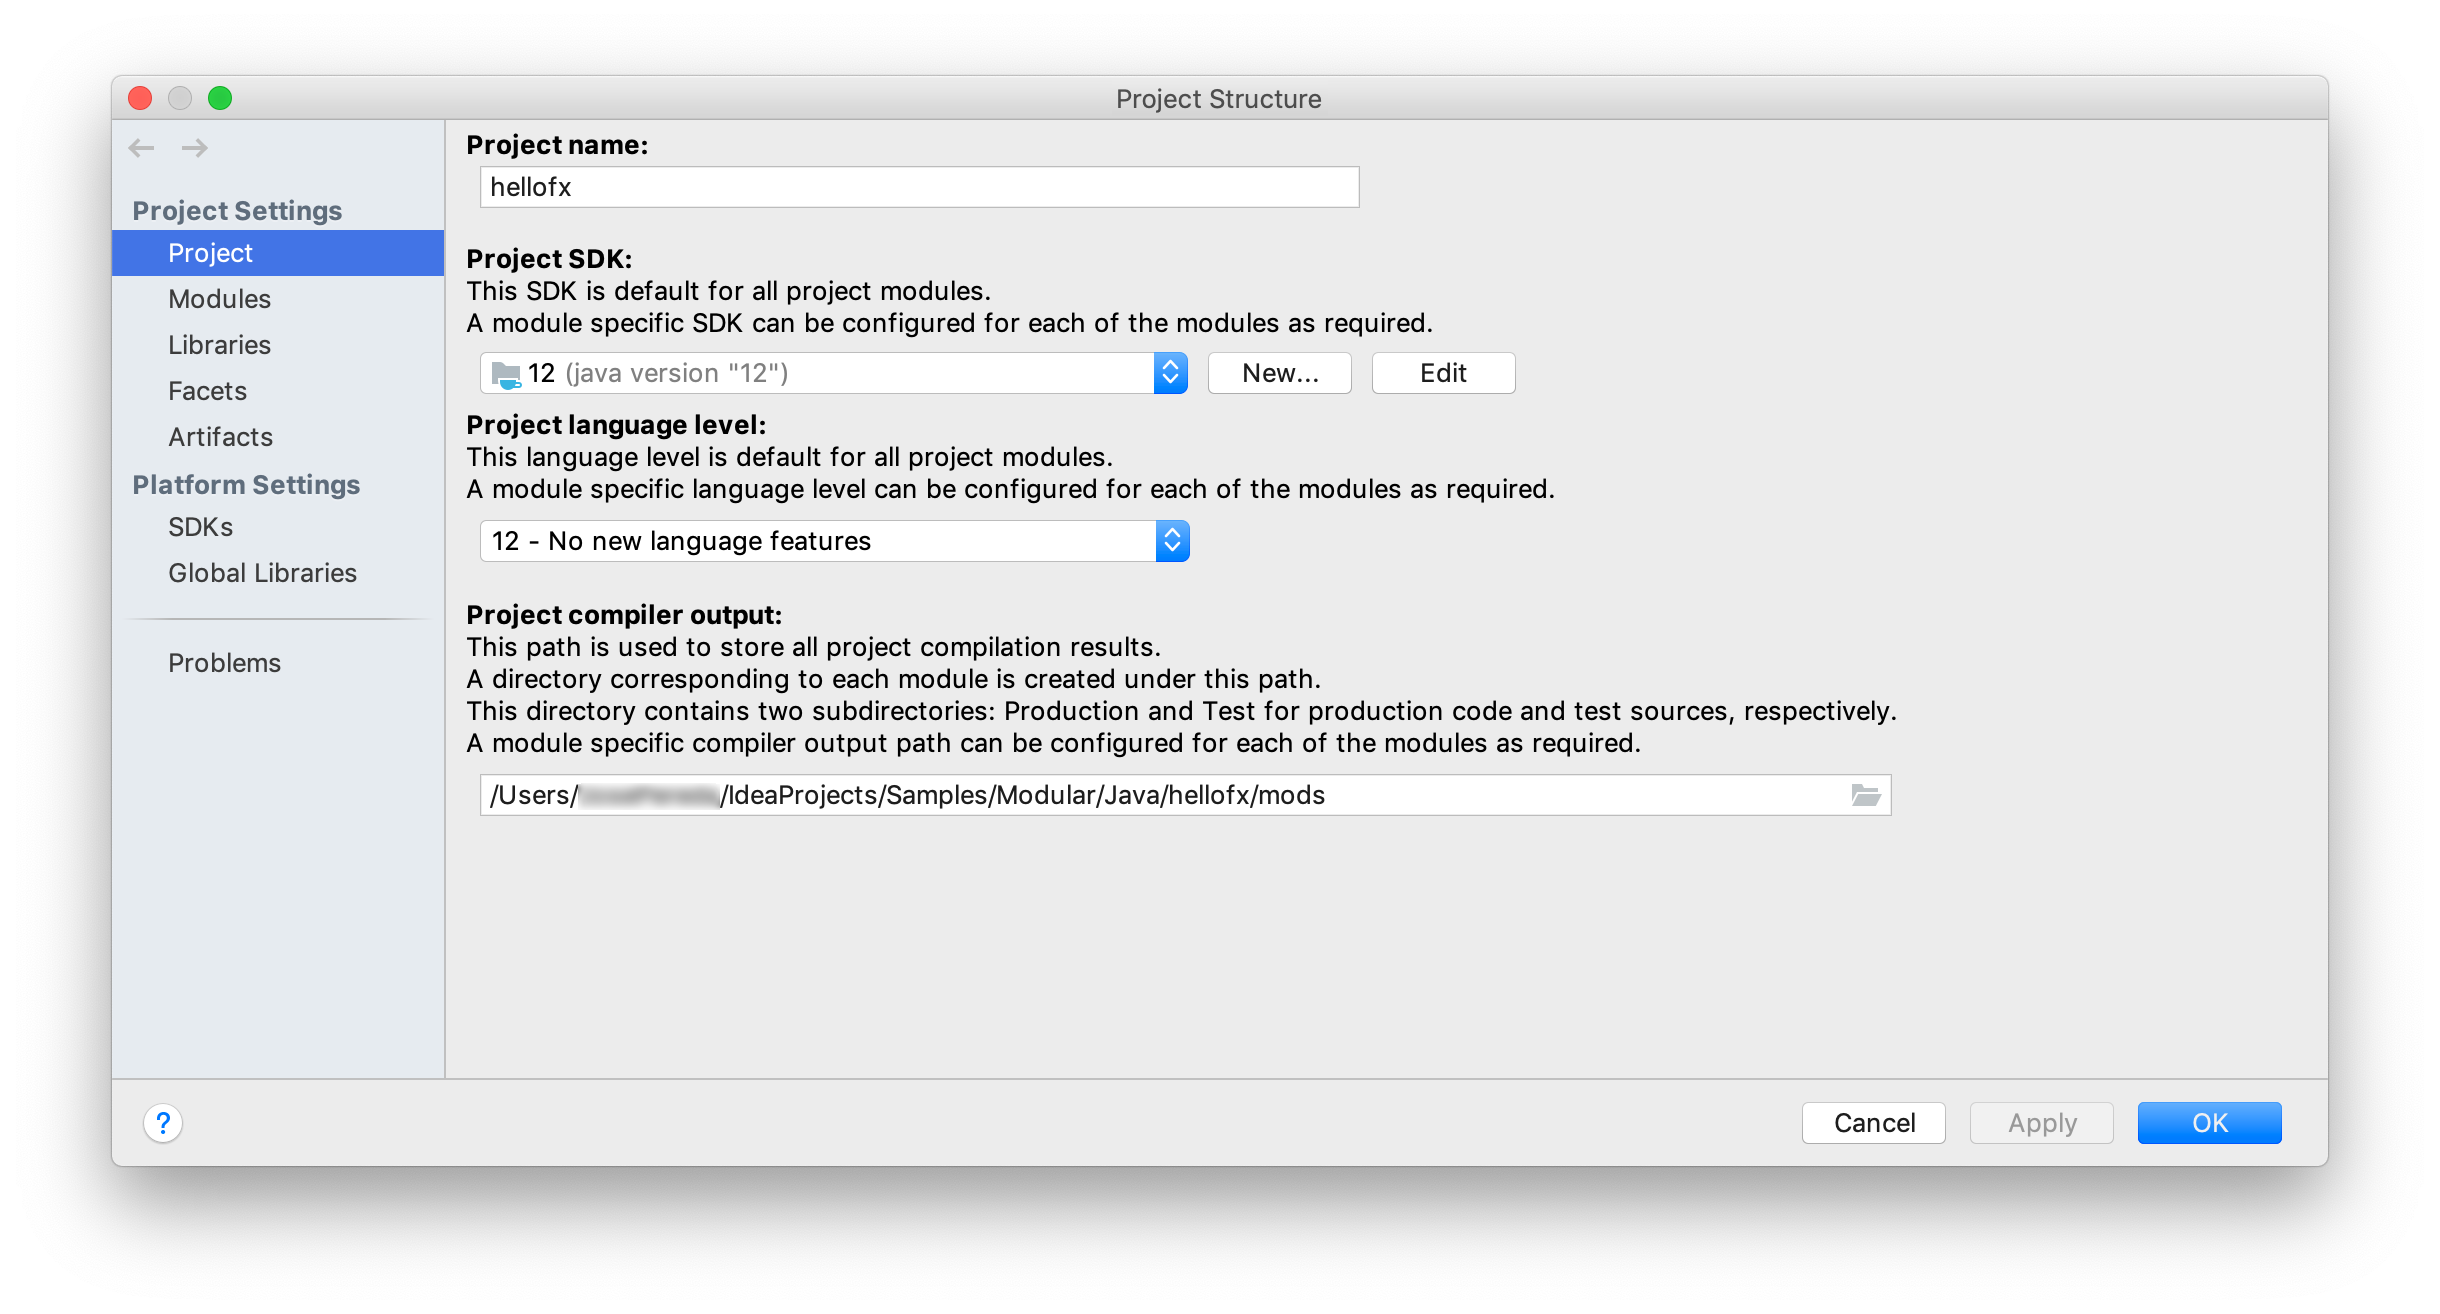 Project Structure
Project Settings
Project
Modules
Libraries
Facets
Artifacts
Platform Settings
SDKs
Global Libraries
Problems
Project name:
hellofx
Project SDK:
This SDK is default for all project modules.
A module specific SDK can be configured for each of the modules as required.
12 (java version "12")
New...
Edit
Project language level:
This language level is default for all project modules.
A module specific language level can be configured for each of the modules as required.
12 - No new language features
Project compiler output:
This path is used to store all project compilation results.
A directory corresponding to each module is created under this path.
This directory contains two subdirectories: Production and Test for production code and test sources, respectively.
A module specific compiler output path can be configured for each of the modules as required.
/Users/ /IdeaProjects/Samples/Modular/Java/hellofx/mods
?
Cancel
Apply
OK